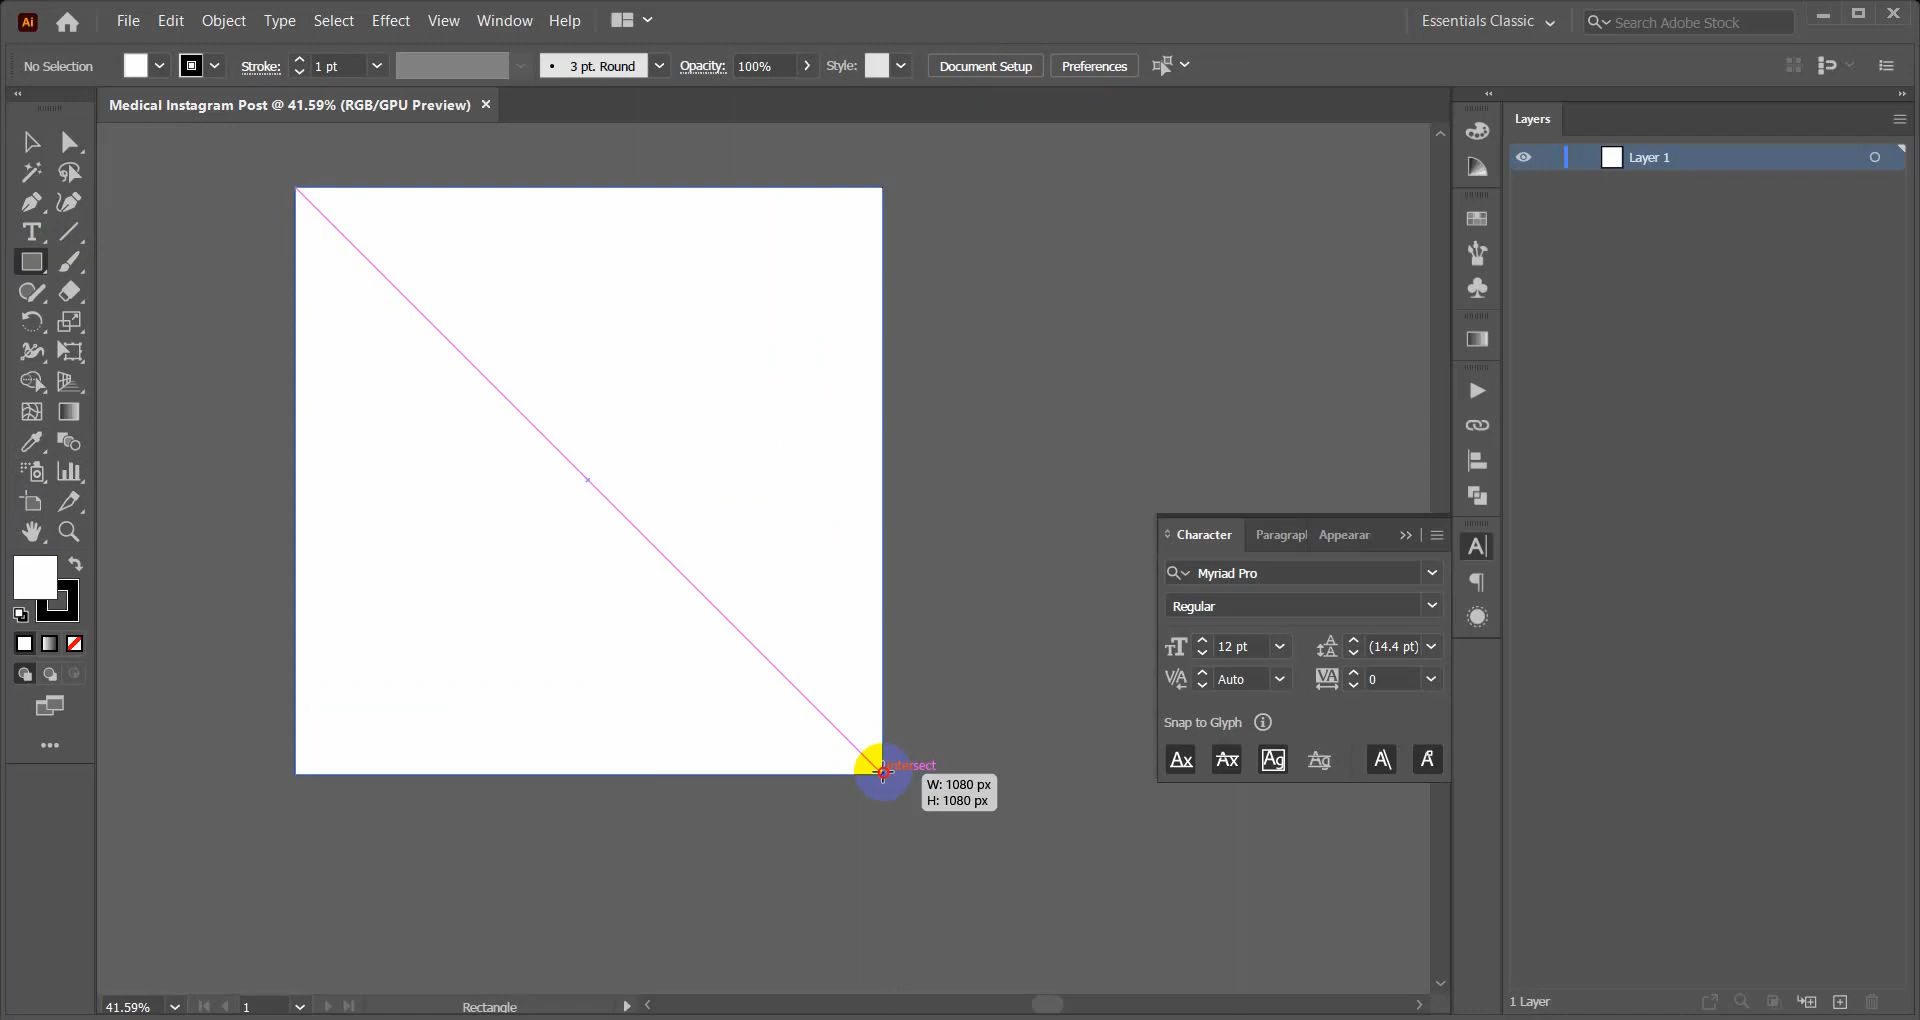 Ai File Edit Object Type Select Effect View Window Help Essentials Classic Search Adobe Stock
No Selection Stroke: 1 pt 3 pt. Round Opacity: 100% Style: Document Setup Preferences
Medical Instagram Post @ 41.59% (RGB/GPU Preview)
Layers
Layer 1
intersect
W: 1080 px
H: 1080 px
Character Paragrapl Appearar
Myriad Pro
Regular
12 pt (14.4 pt)
Auto 0
Snap to Glyph
41.59% 1 Rectangle
1 Layer